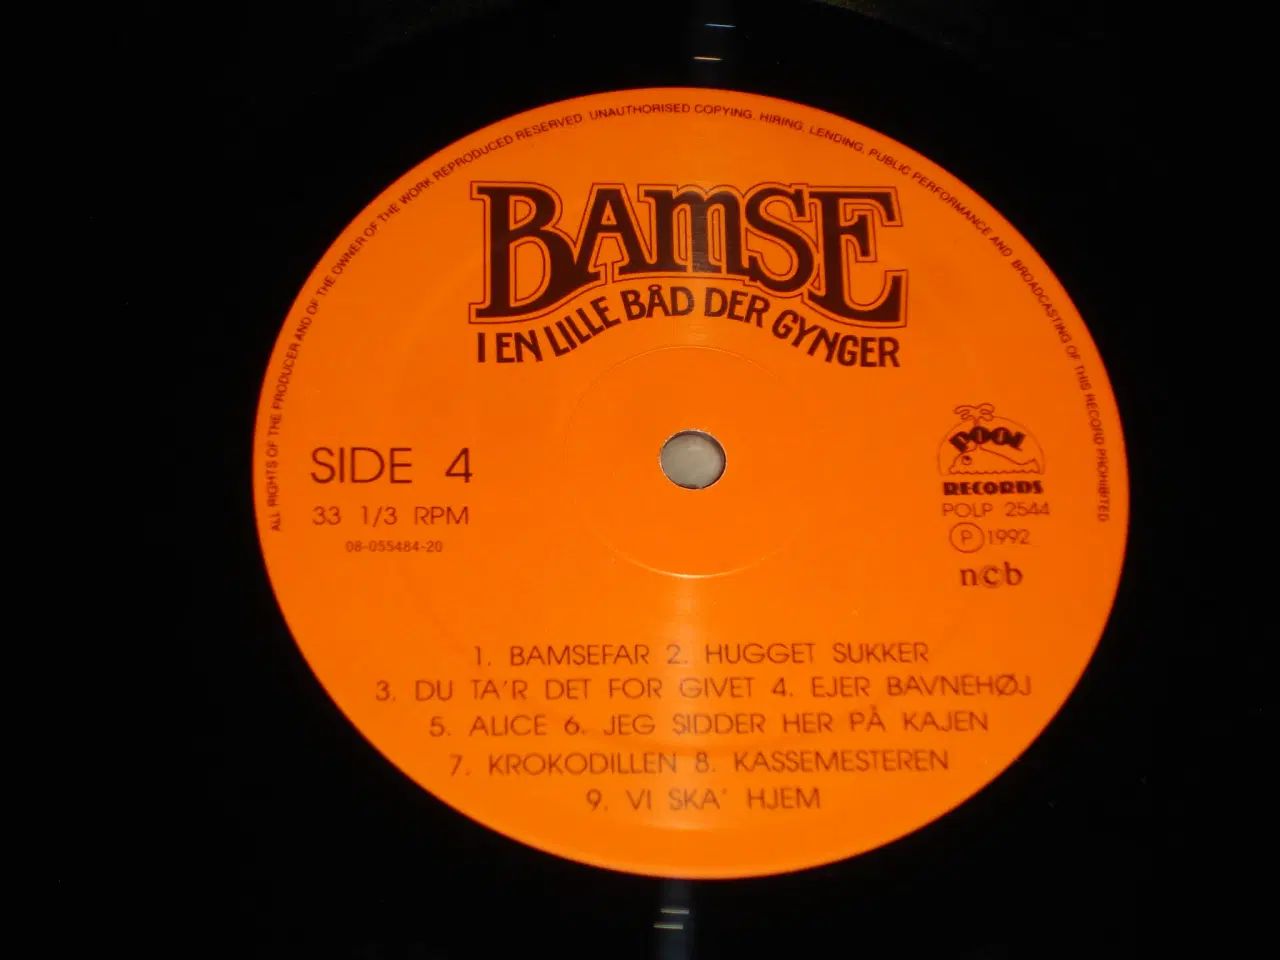 ALL RIGHTS OF THE PRODUCER AND OF THE OWNER OF THE WORK REPRODUCED RESERVED. UNAUTHORISED COPYING, HIRING, LENDING, PUBLIC PERFORMANCE AND BROADCASTING OF THIS RECORD PROHIBITED
BAMSE
I EN LILLE BÅD DER GYNGER
SIDE 4
33 1/3 RPM
08-055484-20
POOL
RECORDS
POLP 2544
Ⓟ 1992
n©b
1. BAMSEFAR 2. HUGGET SUKKER
3. DU TA'R DET FOR GIVET 4. EJER BAVNEHØJ
5. ALICE 6. JEG SIDDER HER PÅ KAJEN
7. KROKODILLEN 8. KASSEMESTEREN
9. VI SKA' HJEM